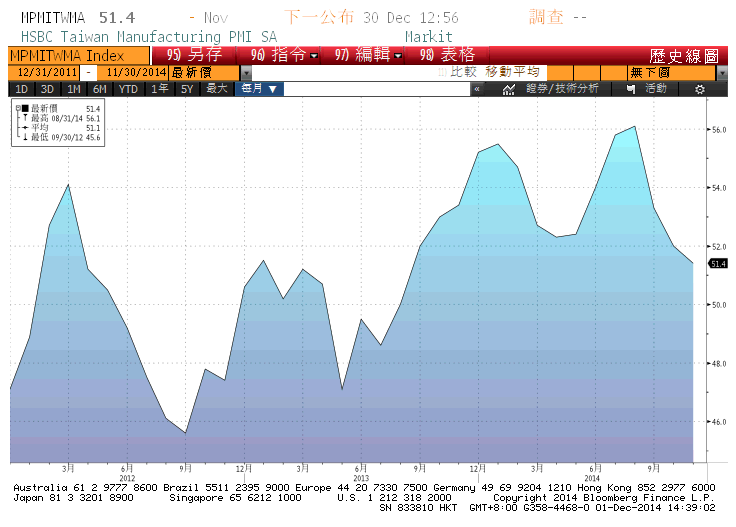 MPMITWMA 51.4 - Nov 下一公布 30 Dec 12:56 調查 --
HSBC Taiwan Manufacturing PMI SA Markit
MPMITWMA Index 95) 另存 96) 指令 97) 編輯 98) 表格 歷史線圖
12/31/2011 - 11/30/2014 最新價 比較 移動平均 無下圖
1D 3D 1M 6M YTD 1年 5Y 最大 每月 ▼ « 證券/技術分析 活動
最新價 51.4
最高 08/31/14 56.1
平均 51.1
最低 09/30/12 45.6
56.0
54.0
52.0
51.4
50.0
48.0
46.0
3月 6月 9月 12月 3月 6月 9月 12月 3月 6月 9月
2012 2013 2014
Australia 61 2 9777 8600 Brazil 5511 2395 9000 Europe 44 20 7330 7500 Germany 49 69 9204 1210 Hong Kong 852 2977 6000
Japan 81 3 3201 8900 Singapore 65 6212 1000 U.S. 1 212 318 2000 Copyright 2014 Bloomberg Finance L.P.
SN 833810 HKT GMT+8:00 G358-4468-0 01-Dec-2014 14:39:02